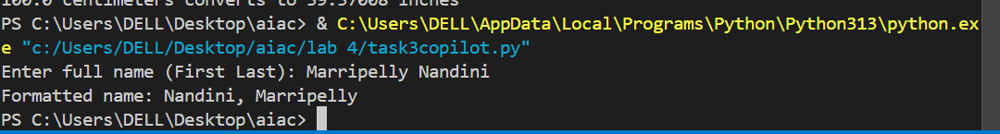 100.0 centimeters converts to 39.37008 inches
PS C:\Users\DELL\Desktop\aiac> & C:\Users\DELL\AppData\Local\Programs\Python\Python313\python.ex
e "c:/Users/DELL/Desktop/aiac/lab 4/task3copilot.py"
Enter full name (First Last): Marripelly Nandini
Formatted name: Nandini, Marripelly
PS C:\Users\DELL\Desktop\aiac>